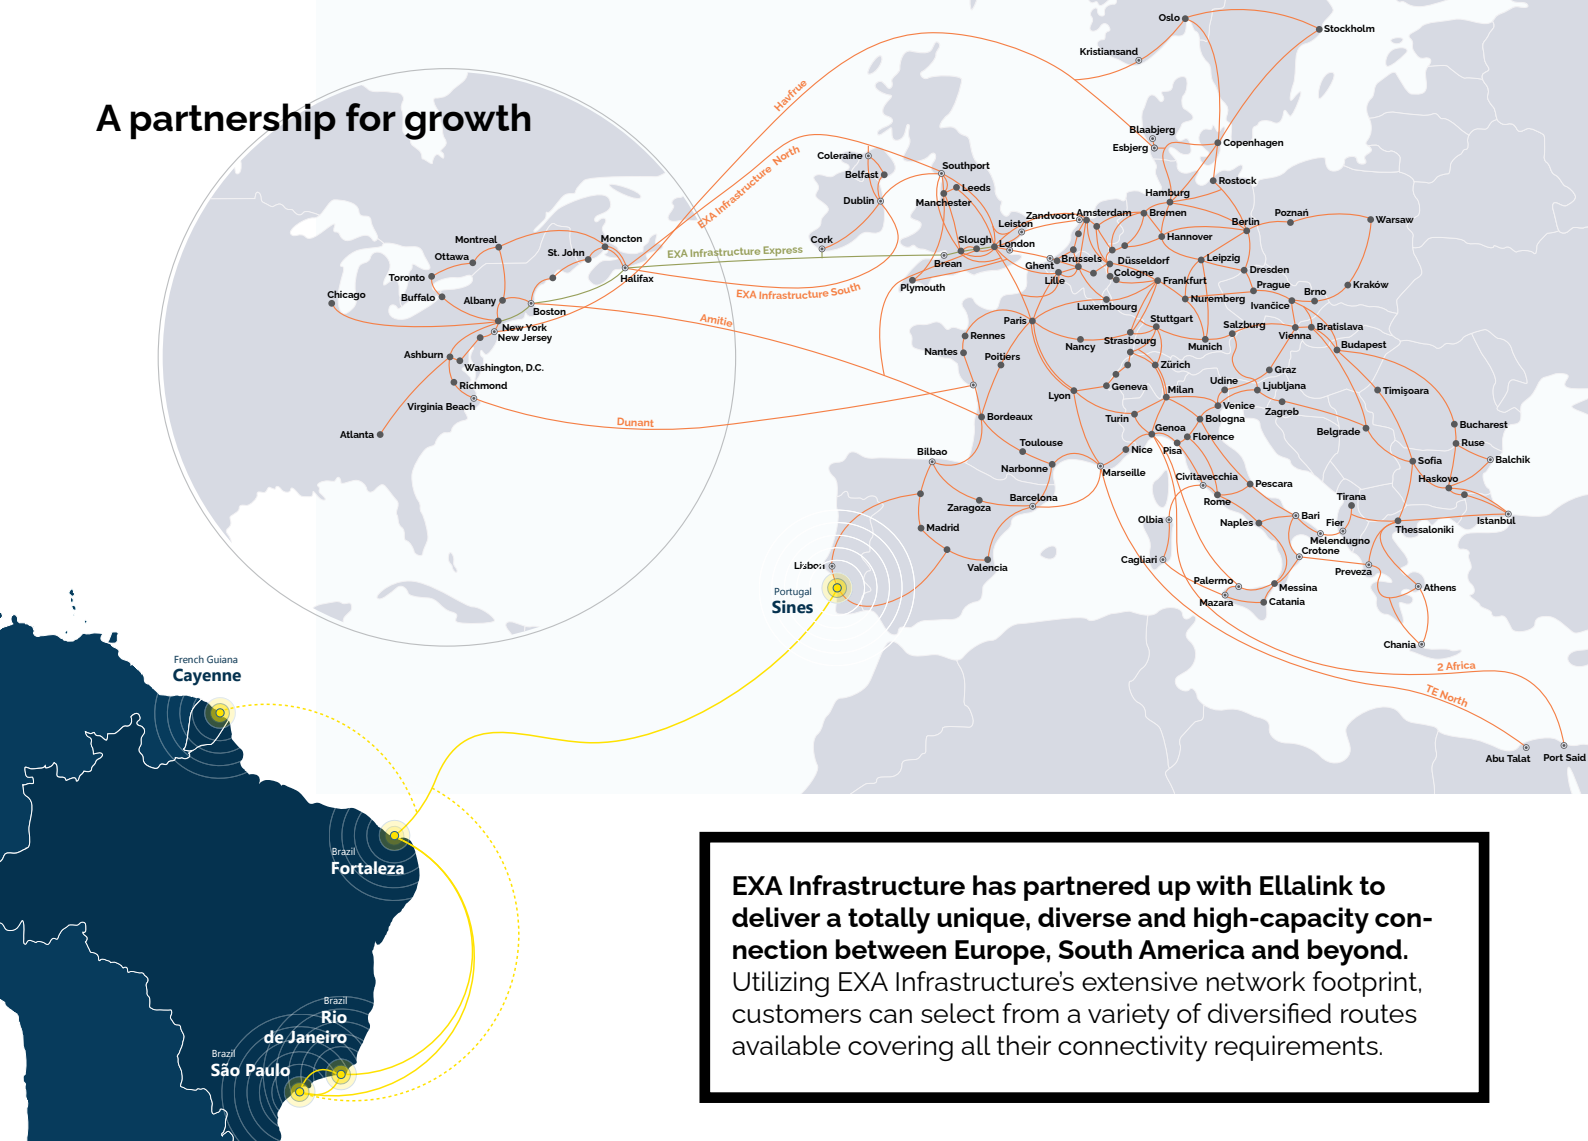 A partnership for growth
Oslo
Stockholm
Kristiansand
Havfrue
Blaabjerg
Esbjerg
Copenhagen
Coleraine
EXA Infrastructure North
Southport
Belfast
Leeds
Rostock
Dublin
Manchester
Hamburg
Zandvoort
Amsterdam
Bremen
Poznań
Warsaw
Leiston
Berlin
Montreal
Moncton
Cork
Slough
London
Hannover
St. John
EXA Infrastructure Express
Ottawa
Brean
Ghent
Brussels
Düsseldorf
Leipzig
Toronto
Halifax
Cologne
Dresden
Plymouth
Lille
Frankfurt
Prague
Kraków
Chicago
Buffalo
Albany
EXA Infrastructure South
Luxembourg
Nuremberg
Ivančice
Brno
Boston
Amitie
Paris
Stuttgart
Salzburg
New York
Bratislava
New Jersey
Rennes
Nancy
Strasbourg
Munich
Vienna
Budapest
Ashburn
Nantes
Poitiers
Washington, D.C.
Zürich
Graz
Richmond
Geneva
Milan
Udine
Ljubljana
Timişoara
Virginia Beach
Lyon
Venice
Zagreb
Dunant
Bordeaux
Turin
Bologna
Bucharest
Atlanta
Genoa
Florence
Belgrade
Toulouse
Ruse
Bilbao
Nice
Pisa
Narbonne
Marseille
Sofia
Balchik
Civitavecchia
Pescara
Haskovo
Zaragoza
Barcelona
Rome
Tirana
Olbia
Naples
Bari
Fier
Istanbul
Madrid
Thessaloniki
Melendugno
Crotone
Lisbon
Valencia
Cagliari
Preveza
Palermo
Messina
Athens
Portugal
Sines
Mazara
Catania
Chania
2 Africa
TE North
Abu Talat
Port Said
French Guiana
Cayenne
Brazil
Fortaleza
Brazil
Rio
de Janeiro
Brazil
São Paulo
EXA Infrastructure has partnered up with Ellalink to
deliver a totally unique, diverse and high-capacity con-
nection between Europe, South America and beyond.
Utilizing EXA Infrastructure’s extensive network footprint,
customers can select from a variety of diversified routes
available covering all their connectivity requirements.